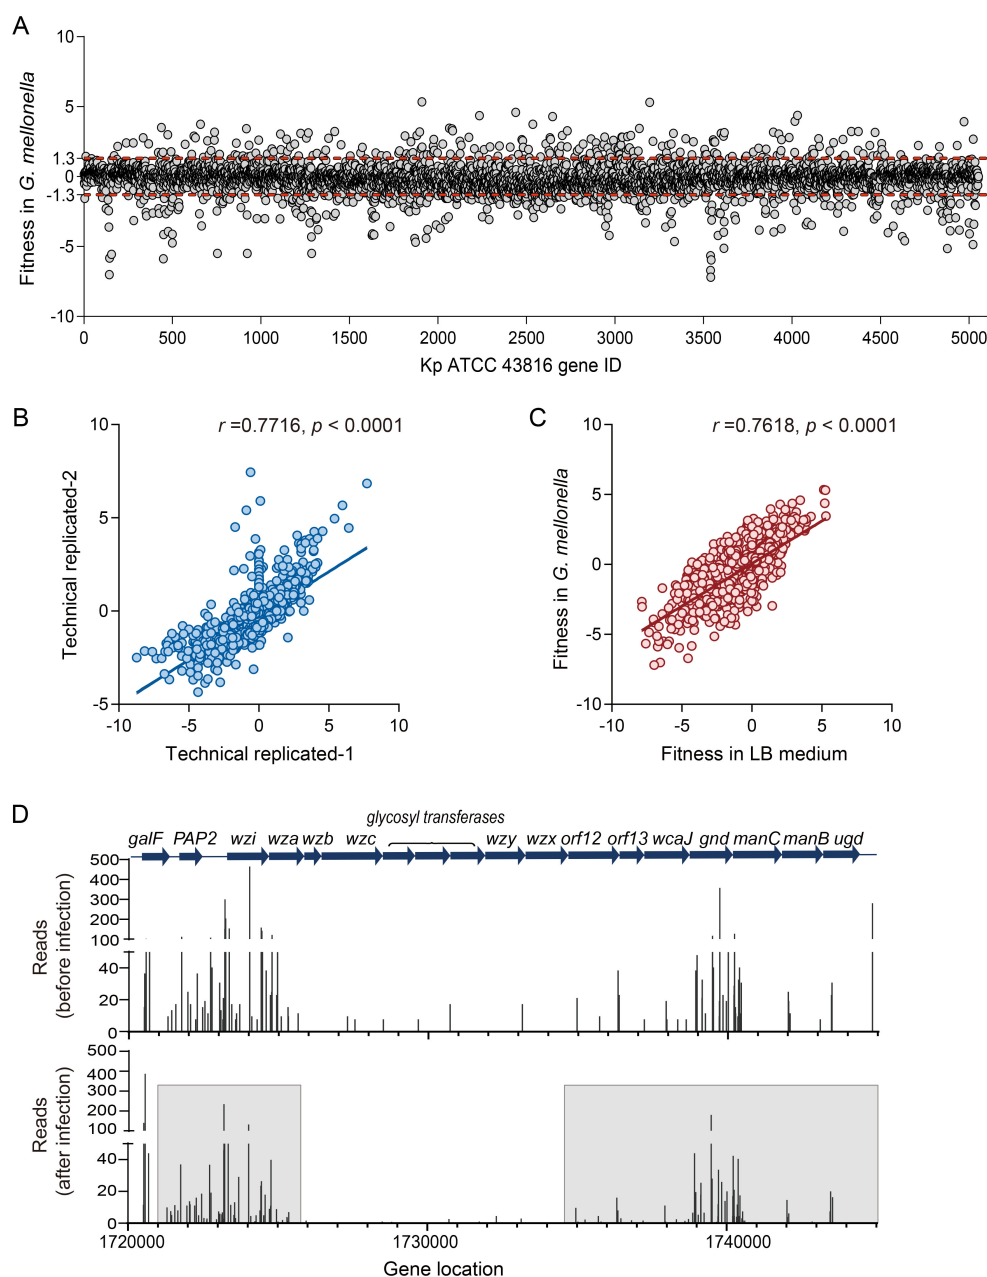 A
Fitness in G. mellonella
10
5
1.3
0
-1.3
-5
-10
0
500
1000
1500
2000
2500
3000
3500
4000
4500
5000
Kp ATCC 43816 gene ID
B
r =0.7716, p < 0.0001
Technical replicated-2
10
5
0
-5
-10
-5
0
5
10
Technical replicated-1
C
r =0.7618, p < 0.0001
Fitness in G. mellonella
10
5
0
-5
-10
-10
-5
0
5
10
Fitness in LB medium
D
glycosyl transferases
galF PAP2 wzi wza wzb wzc wzy wzx orf12 orf13 wcaJ gnd manC manB ugd
Reads
(before infection)
500
400
300
200
100
40
20
0
Reads
(after infection)
500
400
300
200
100
40
20
0
1720000
1730000
1740000
Gene location